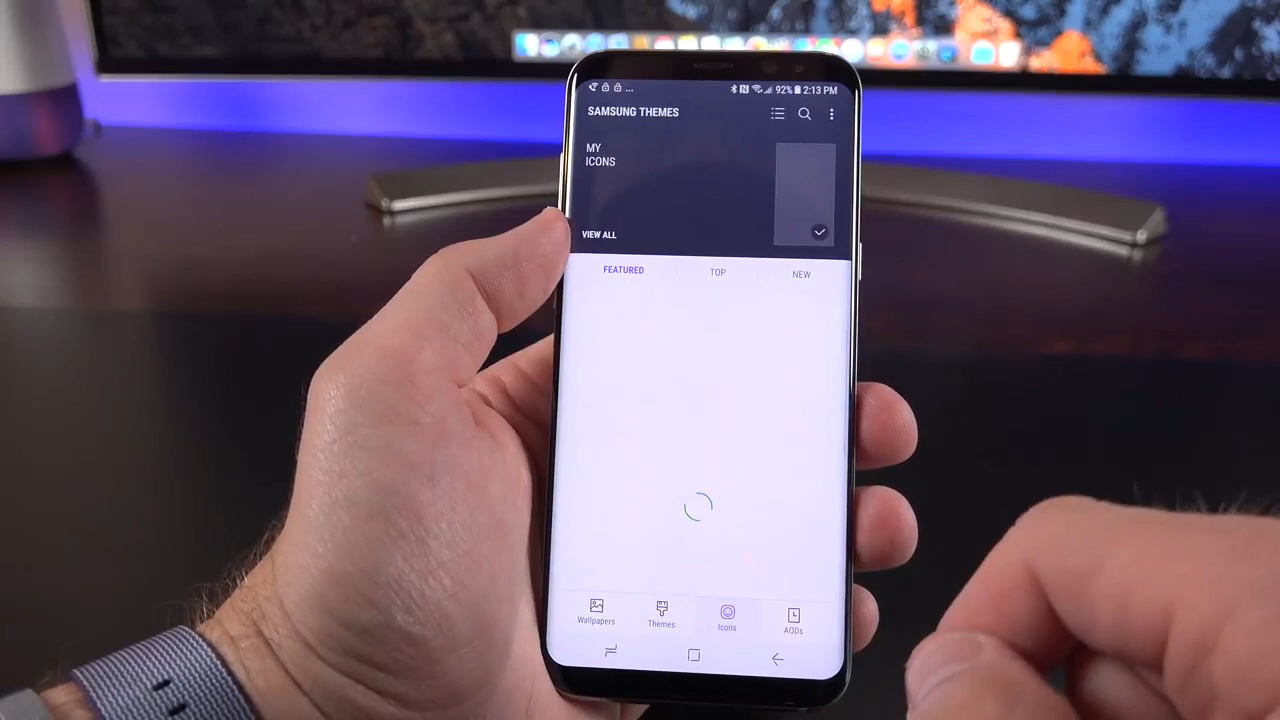 ... 92% 2:13 PM
SAMSUNG THEMES
MY
ICONS
VIEW ALL
FEATURED TOP NEW
Wallpapers Themes Icons AODs